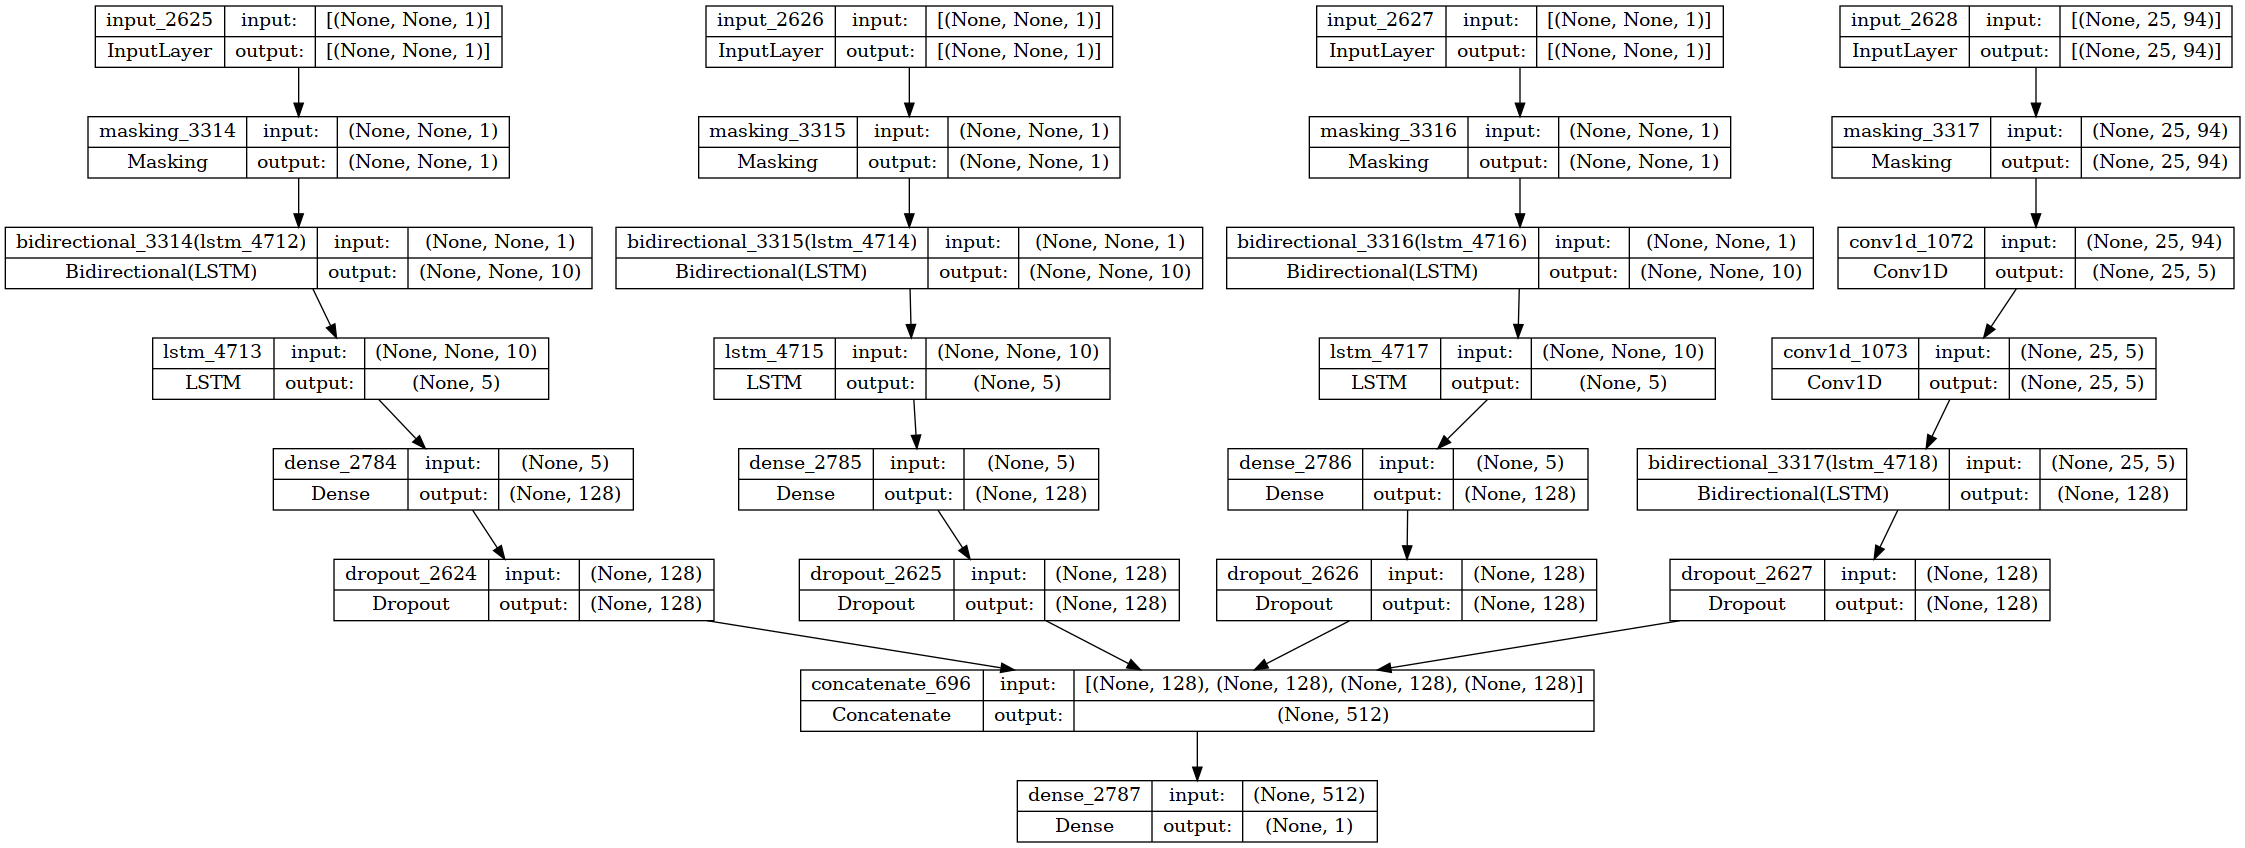 input_2625 input: [(None, None, 1)]
InputLayer output: [(None, None, 1)]
input_2626 input: [(None, None, 1)]
InputLayer output: [(None, None, 1)]
input_2627 input: [(None, None, 1)]
InputLayer output: [(None, None, 1)]
input_2628 input: [(None, 25, 94)]
InputLayer output: [(None, 25, 94)]
masking_3314 input: (None, None, 1)
Masking output: (None, None, 1)
masking_3315 input: (None, None, 1)
Masking output: (None, None, 1)
masking_3316 input: (None, None, 1)
Masking output: (None, None, 1)
masking_3317 input: (None, 25, 94)
Masking output: (None, 25, 94)
bidirectional_3314(lstm_4712) input: (None, None, 1)
Bidirectional(LSTM) output: (None, None, 10)
bidirectional_3315(lstm_4714) input: (None, None, 1)
Bidirectional(LSTM) output: (None, None, 10)
bidirectional_3316(lstm_4716) input: (None, None, 1)
Bidirectional(LSTM) output: (None, None, 10)
conv1d_1072 input: (None, 25, 94)
Conv1D output: (None, 25, 5)
lstm_4713 input: (None, None, 10)
LSTM output: (None, 5)
lstm_4715 input: (None, None, 10)
LSTM output: (None, 5)
lstm_4717 input: (None, None, 10)
LSTM output: (None, 5)
conv1d_1073 input: (None, 25, 5)
Conv1D output: (None, 25, 5)
dense_2784 input: (None, 5)
Dense output: (None, 128)
dense_2785 input: (None, 5)
Dense output: (None, 128)
dense_2786 input: (None, 5)
Dense output: (None, 128)
bidirectional_3317(lstm_4718) input: (None, 25, 5)
Bidirectional(LSTM) output: (None, 128)
dropout_2624 input: (None, 128)
Dropout output: (None, 128)
dropout_2625 input: (None, 128)
Dropout output: (None, 128)
dropout_2626 input: (None, 128)
Dropout output: (None, 128)
dropout_2627 input: (None, 128)
Dropout output: (None, 128)
concatenate_696 input: [(None, 128), (None, 128), (None, 128), (None, 128)]
Concatenate output: (None, 512)
dense_2787 input: (None, 512)
Dense output: (None, 1)